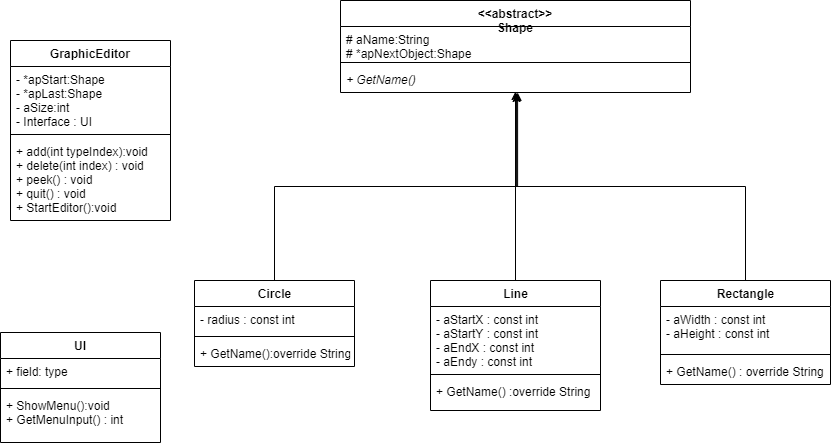 <<abstract>>
Shape
# aName:String
# *apNextObject:Shape
+ GetName()
GraphicEditor
- *apStart:Shape
- *apLast:Shape
- aSize:int
- Interface : UI
+ add(int typeIndex):void
+ delete(int index) : void
+ peek() : void
+ quit() : void
+ StartEditor():void
Circle
- radius : const int
+ GetName():override String
Line
- aStartX : const int
- aStartY : const int
- aEndX : const int
- aEndy : const int
+ GetName() :override String
Rectangle
- aWidth : const int
- aHeight : const int
+ GetName() : override String
UI
+ field: type
+ ShowMenu():void
+ GetMenuInput() : int